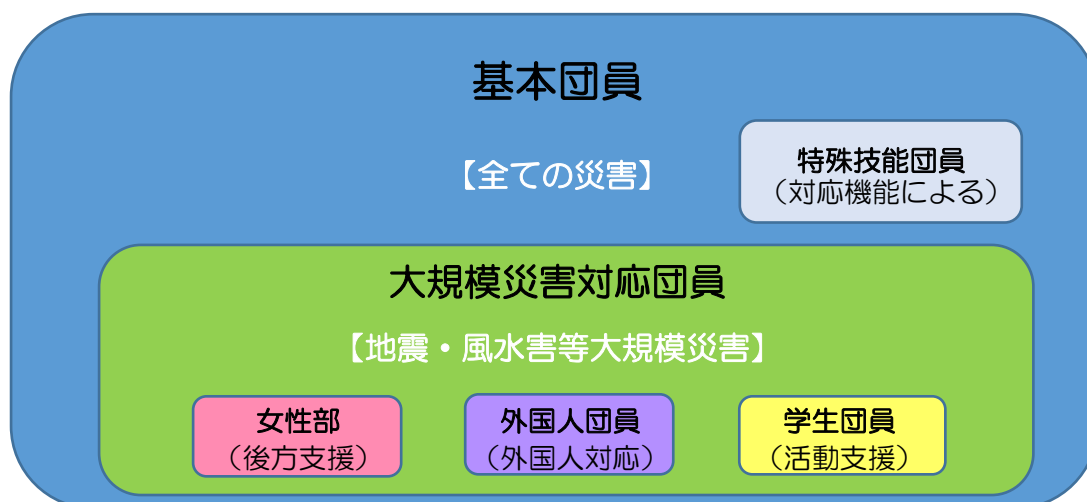 基本団員
【全ての災害】
特殊技能団員
（対応機能による）
大規模災害対応団員
【地震・風水害等大規模災害】
女性部
（後方支援）
外国人団員
（外国人対応）
学生団員
（活動支援）